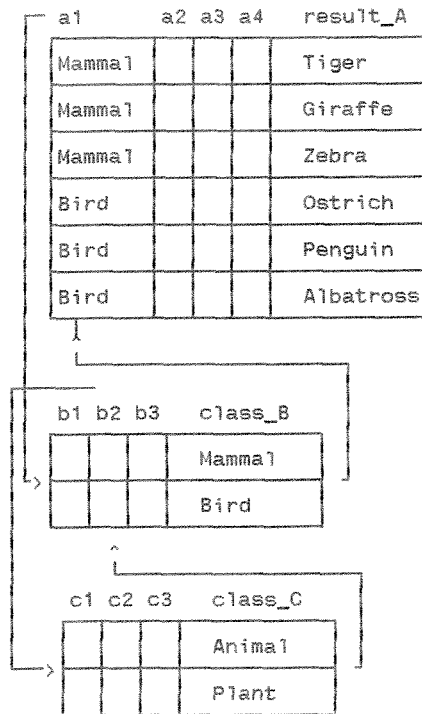 a1 a2 a3 a4 result_A
Mammal Tiger
Mammal Giraffe
Mammal Zebra
Bird Ostrich
Bird Penguin
Bird Albatross
b1 b2 b3 class_B
Mammal
Bird
c1 c2 c3 class_C
Animal
Plant